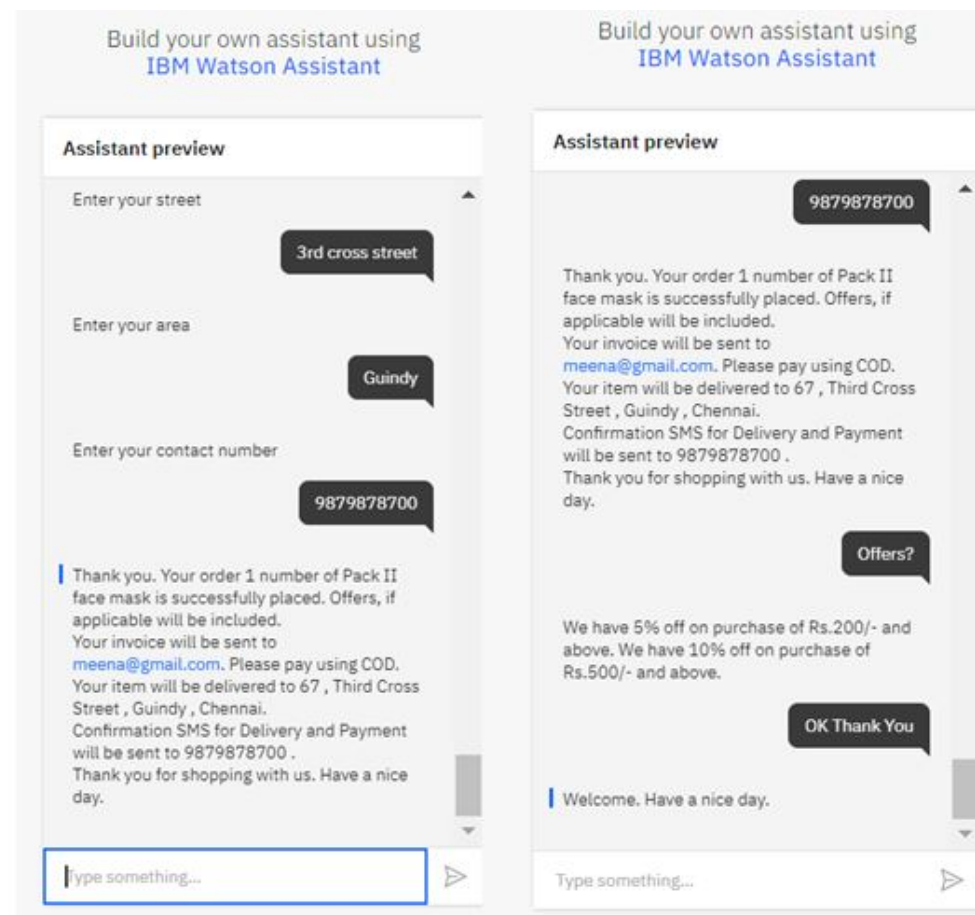 Build your own assistant using
IBM Watson Assistant
Assistant preview
Enter your street
3rd cross street
Enter your area
Guindy
Enter your contact number
9879878700
Thank you. Your order 1 number of Pack II
face mask is successfully placed. Offers, if
applicable will be included.
Your invoice will be sent to
meena@gmail.com. Please pay using COD.
Your item will be delivered to 67 , Third Cross
Street , Guindy , Chennai.
Confirmation SMS for Delivery and Payment
will be sent to 9879878700 .
Thank you for shopping with us. Have a nice
day.
Type something...
Build your own assistant using
IBM Watson Assistant
Assistant preview
9879878700
Thank you. Your order 1 number of Pack II
face mask is successfully placed. Offers, if
applicable will be included.
Your invoice will be sent to
meena@gmail.com. Please pay using COD.
Your item will be delivered to 67 , Third Cross
Street , Guindy , Chennai.
Confirmation SMS for Delivery and Payment
will be sent to 9879878700 .
Thank you for shopping with us. Have a nice
day.
Offers?
We have 5% off on purchase of Rs.200/- and
above. We have 10% off on purchase of
Rs.500/- and above.
OK Thank You
Welcome. Have a nice day.
Type something...